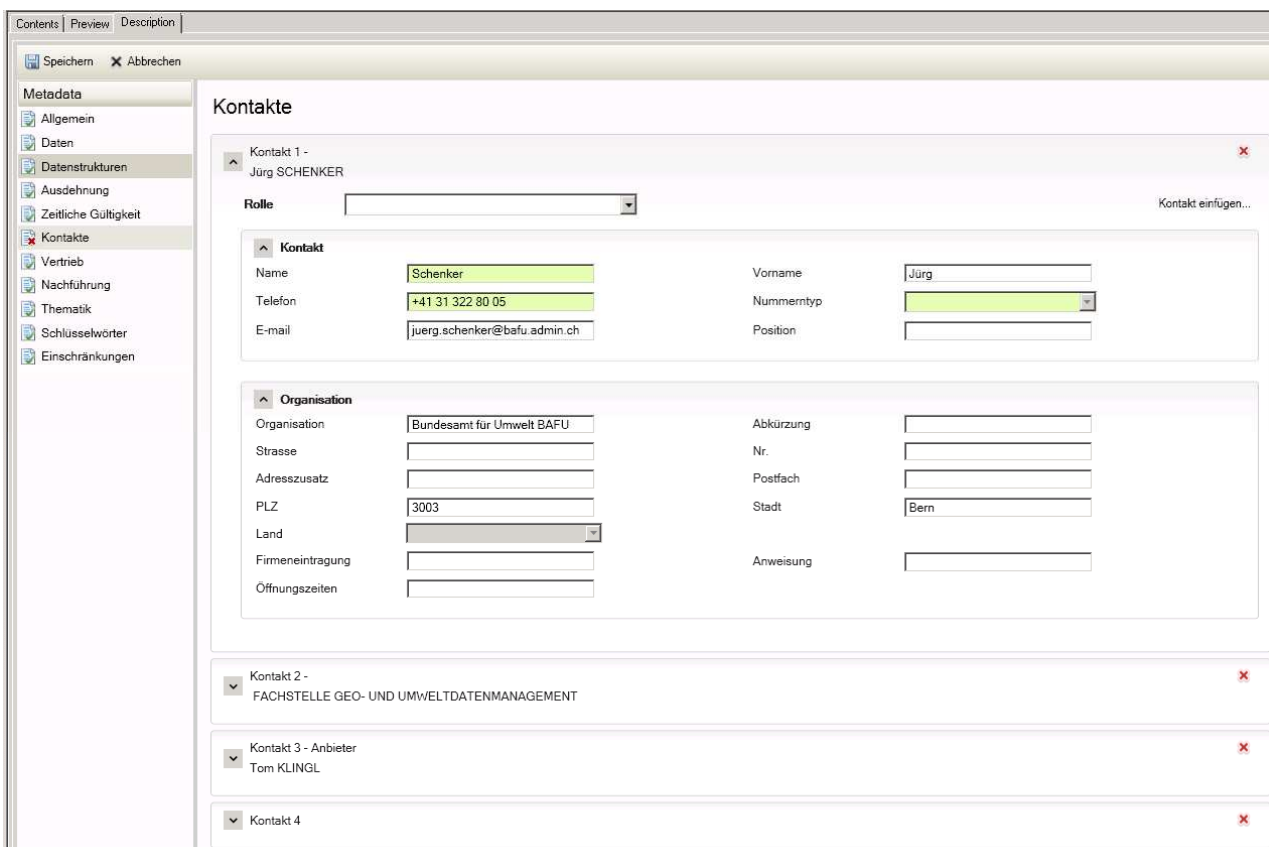 Contents Preview Description
Speichern Abbrechen
Metadata
Allgemein
Daten
Datenstrukturen
Ausdehnung
Zeitliche Gültigkeit
Kontakte
Vertrieb
Nachführung
Thematik
Schlüsselwörter
Einschränkungen
Kontakte
Kontakt 1 -
Jürg SCHENKER
Rolle Kontakt einfügen...
Kontakt
Name Schenker Vorname Jürg
Telefon +41 31 322 80 05 Nummerntyp
E-mail juerg.schenker@bafu.admin.ch Position
Organisation
Organisation Bundesamt für Umwelt BAFU Abkürzung
Strasse Nr.
Adresszusatz Postfach
PLZ 3003 Stadt Bern
Land
Firmeneintragung Anweisung
Öffnungszeiten
Kontakt 2 -
FACHSTELLE GEO- UND UMWELTDATENMANAGEMENT
Kontakt 3 - Anbieter
Tom KLINGL
Kontakt 4